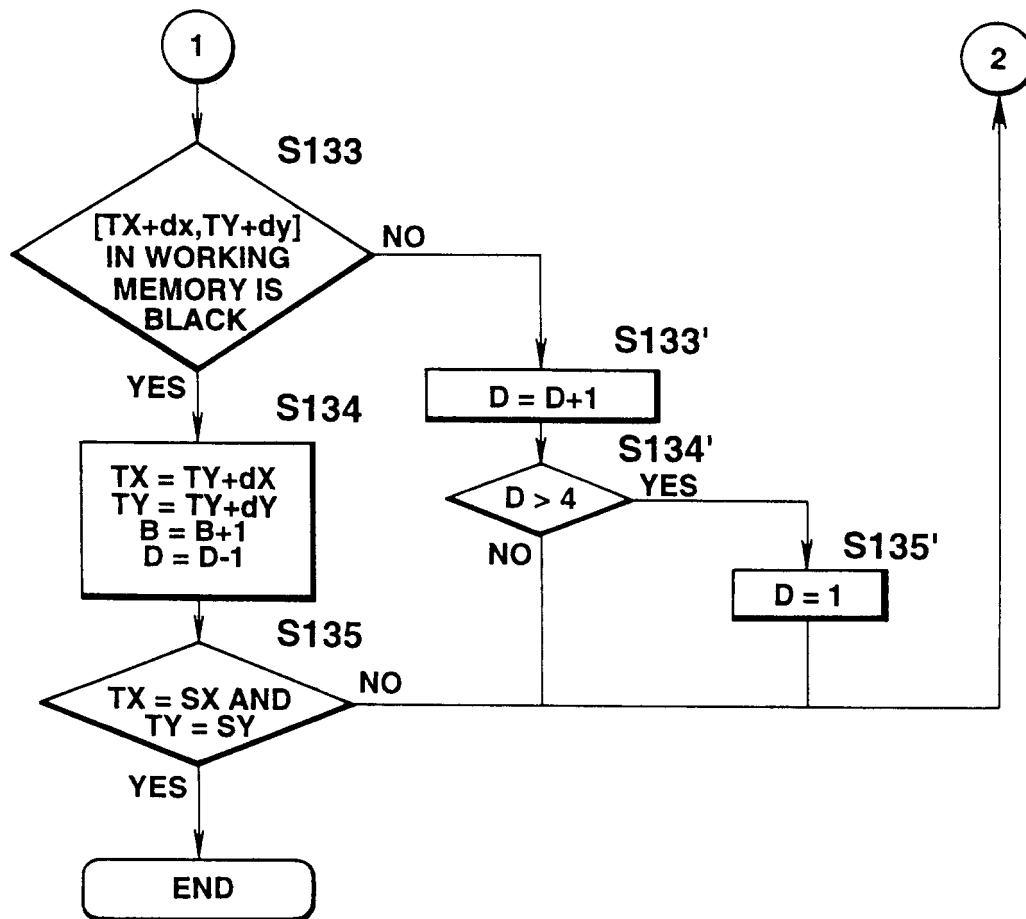 1
2
S133
[TX+dx,TY+dy]
IN WORKING
MEMORY IS
BLACK
NO
YES
S133'
D = D+1
S134
TX = TY+dX
TY = TY+dY
B = B+1
D = D-1
S134'
D > 4
YES
NO
S135'
D = 1
S135
TX = SX AND
TY = SY
NO
YES
END